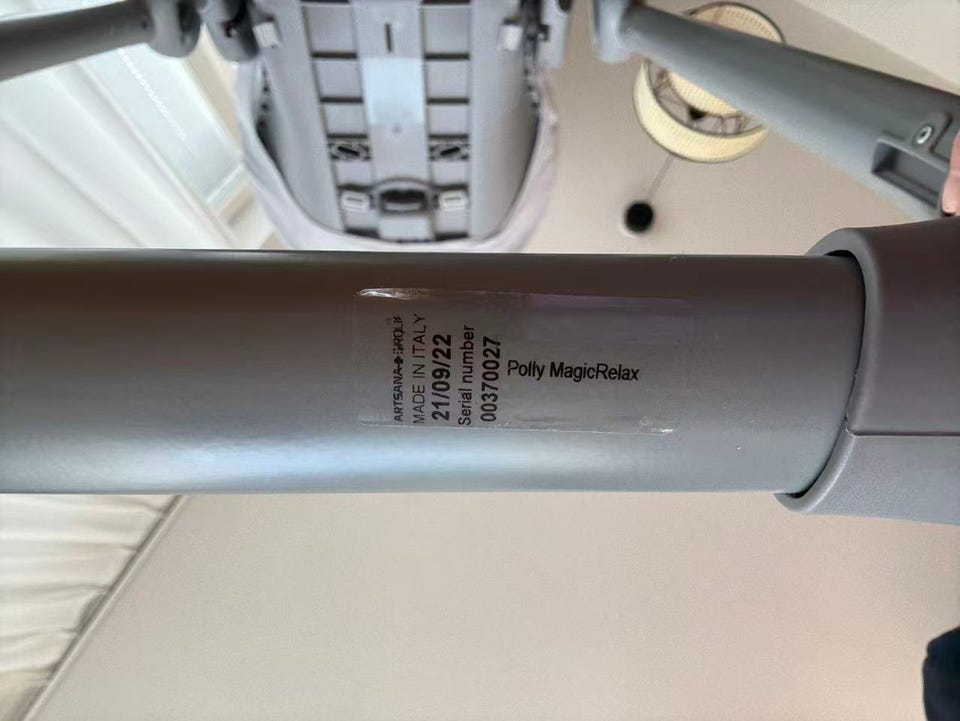 ARTSANA GROUP
MADE IN ITALY
21/09/22
Serial number
00370027
Polly MagicRelax